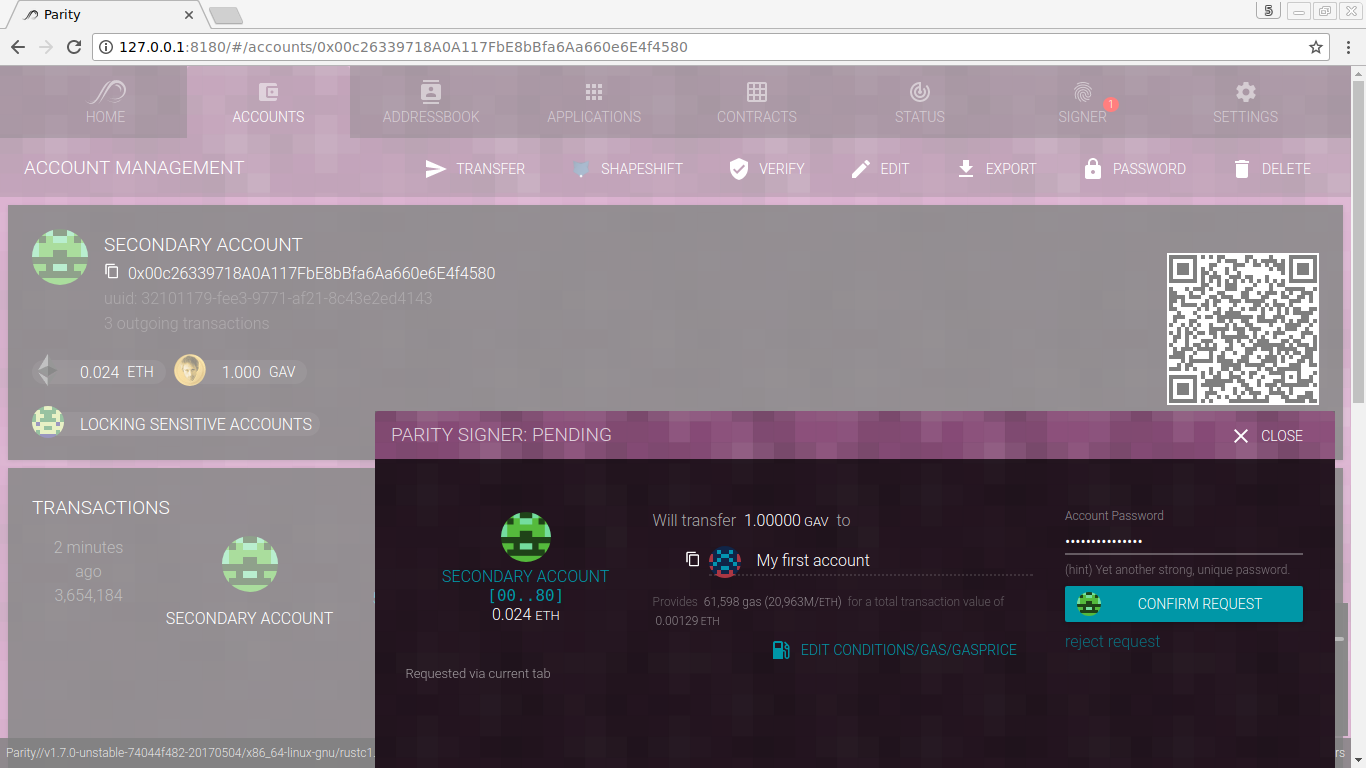 Parity
5
127.0.0.1:8180/#/accounts/0x00c26339718A0A117FbE8bBfa6Aa660e6E4f4580
HOME
ACCOUNTS
ADDRESSBOOK
APPLICATIONS
CONTRACTS
STATUS
SIGNER
1
SETTINGS
ACCOUNT MANAGEMENT
TRANSFER
SHAPESHIFT
VERIFY
EDIT
EXPORT
PASSWORD
DELETE
SECONDARY ACCOUNT
0x00c26339718A0A117FbE8bBfa6Aa660e6E4f4580
uuid: 32101179-fee3-9771-af21-8c43e2ed4143
3 outgoing transactions
0.024 ETH
1.000 GAV
LOCKING SENSITIVE ACCOUNTS
TRANSACTIONS
2 minutes
ago
3,654,184
SECONDARY ACCOUNT
PARITY SIGNER: PENDING
CLOSE
SECONDARY ACCOUNT
[00..80]
0.024 ETH
Requested via current tab
Will transfer 1.00000 GAV to
My first account
Provides 61,598 gas (20,963M/ETH) for a total transaction value of
0.00129 ETH
EDIT CONDITIONS/GAS/GASPRICE
Account Password
•••••••••••••••
(hint) Yet another strong, unique password.
CONFIRM REQUEST
reject request
Parity//v1.7.0-unstable-74044f482-20170504/x86_64-linux-gnu/rustc1.
rs